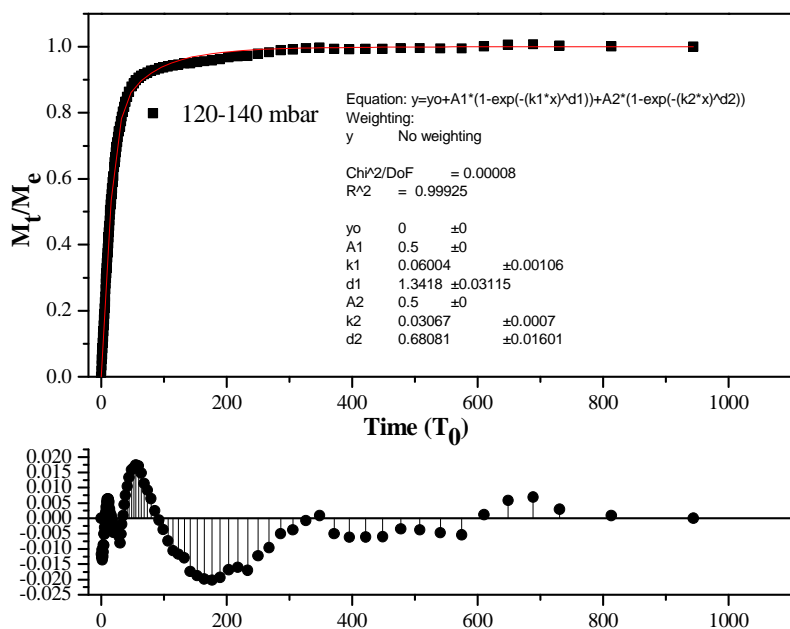 1.0
0.8
0.6
0.4
0.2
0.0
M_t/M_e
120-140 mbar
Equation: y=yo+A1*(1-exp(-(k1*x)^d1))+A2*(1-exp(-(k2*x)^d2))
Weighting:
y No weighting
Chi^2/DoF = 0.00008
R^2 = 0.99925
yo 0 ±0
A1 0.5 ±0
k1 0.06004 ±0.00106
d1 1.3418 ±0.03115
A2 0.5 ±0
k2 0.03067 ±0.0007
d2 0.68081 ±0.01601
0 200 400 600 800 1000
Time (T_0)
0.020
0.015
0.010
0.005
0.000
-0.005
-0.010
-0.015
-0.020
-0.025
0 200 400 600 800 1000